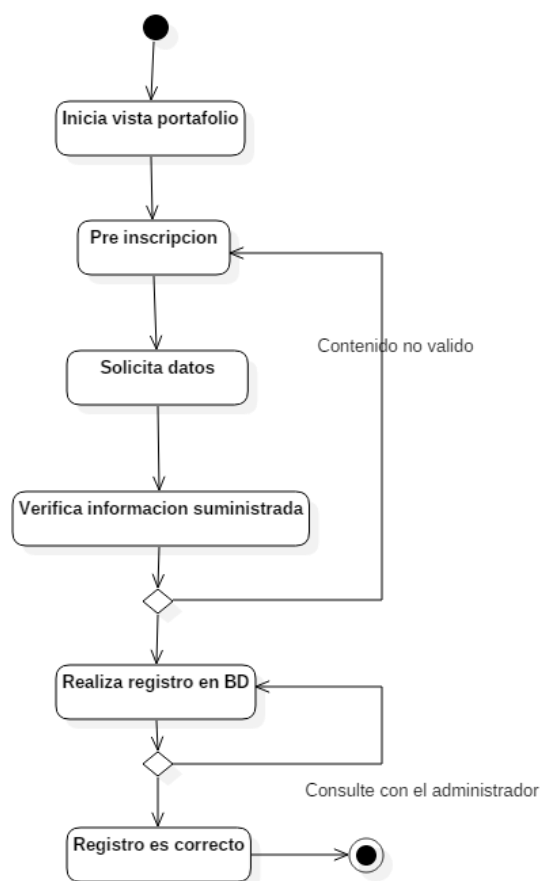 Inicia vista portafolio
Pre inscripcion
Contenido no valido
Solicita datos
Verifica informacion suministrada
Realiza registro en BD
Consulte con el administrador
Registro es correcto